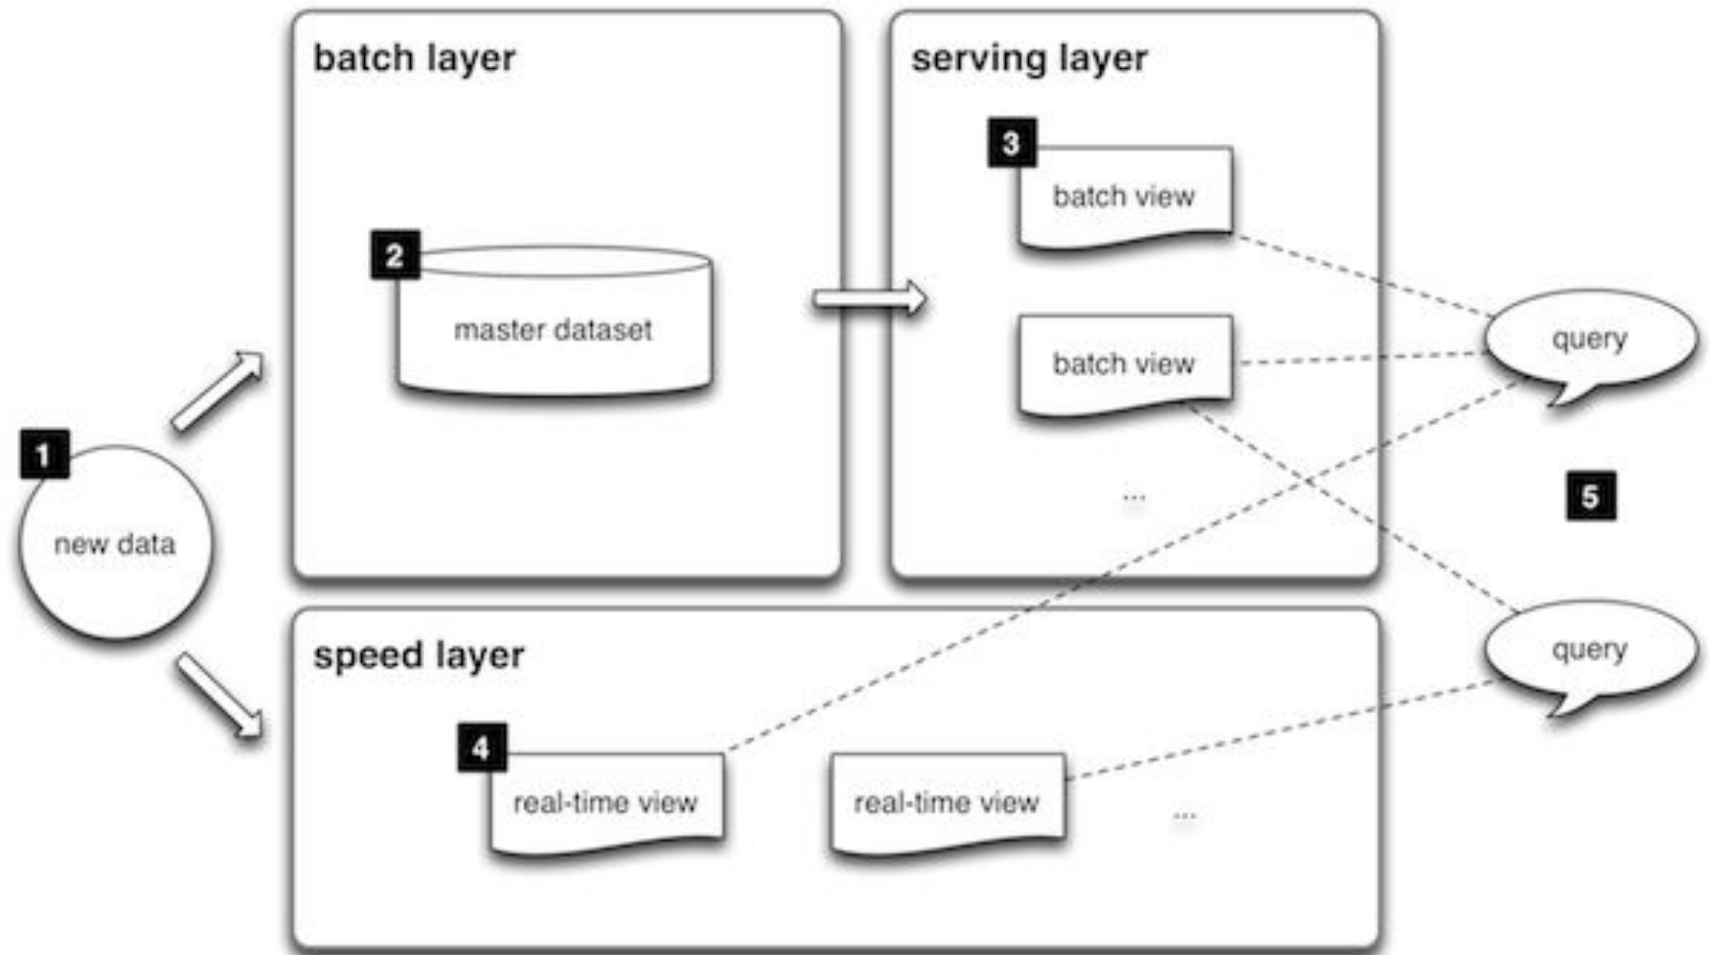 batch layer
serving layer
3
batch view
2
master dataset
batch view
query
1
new data
...
5
speed layer
query
4
real-time view
real-time view
...